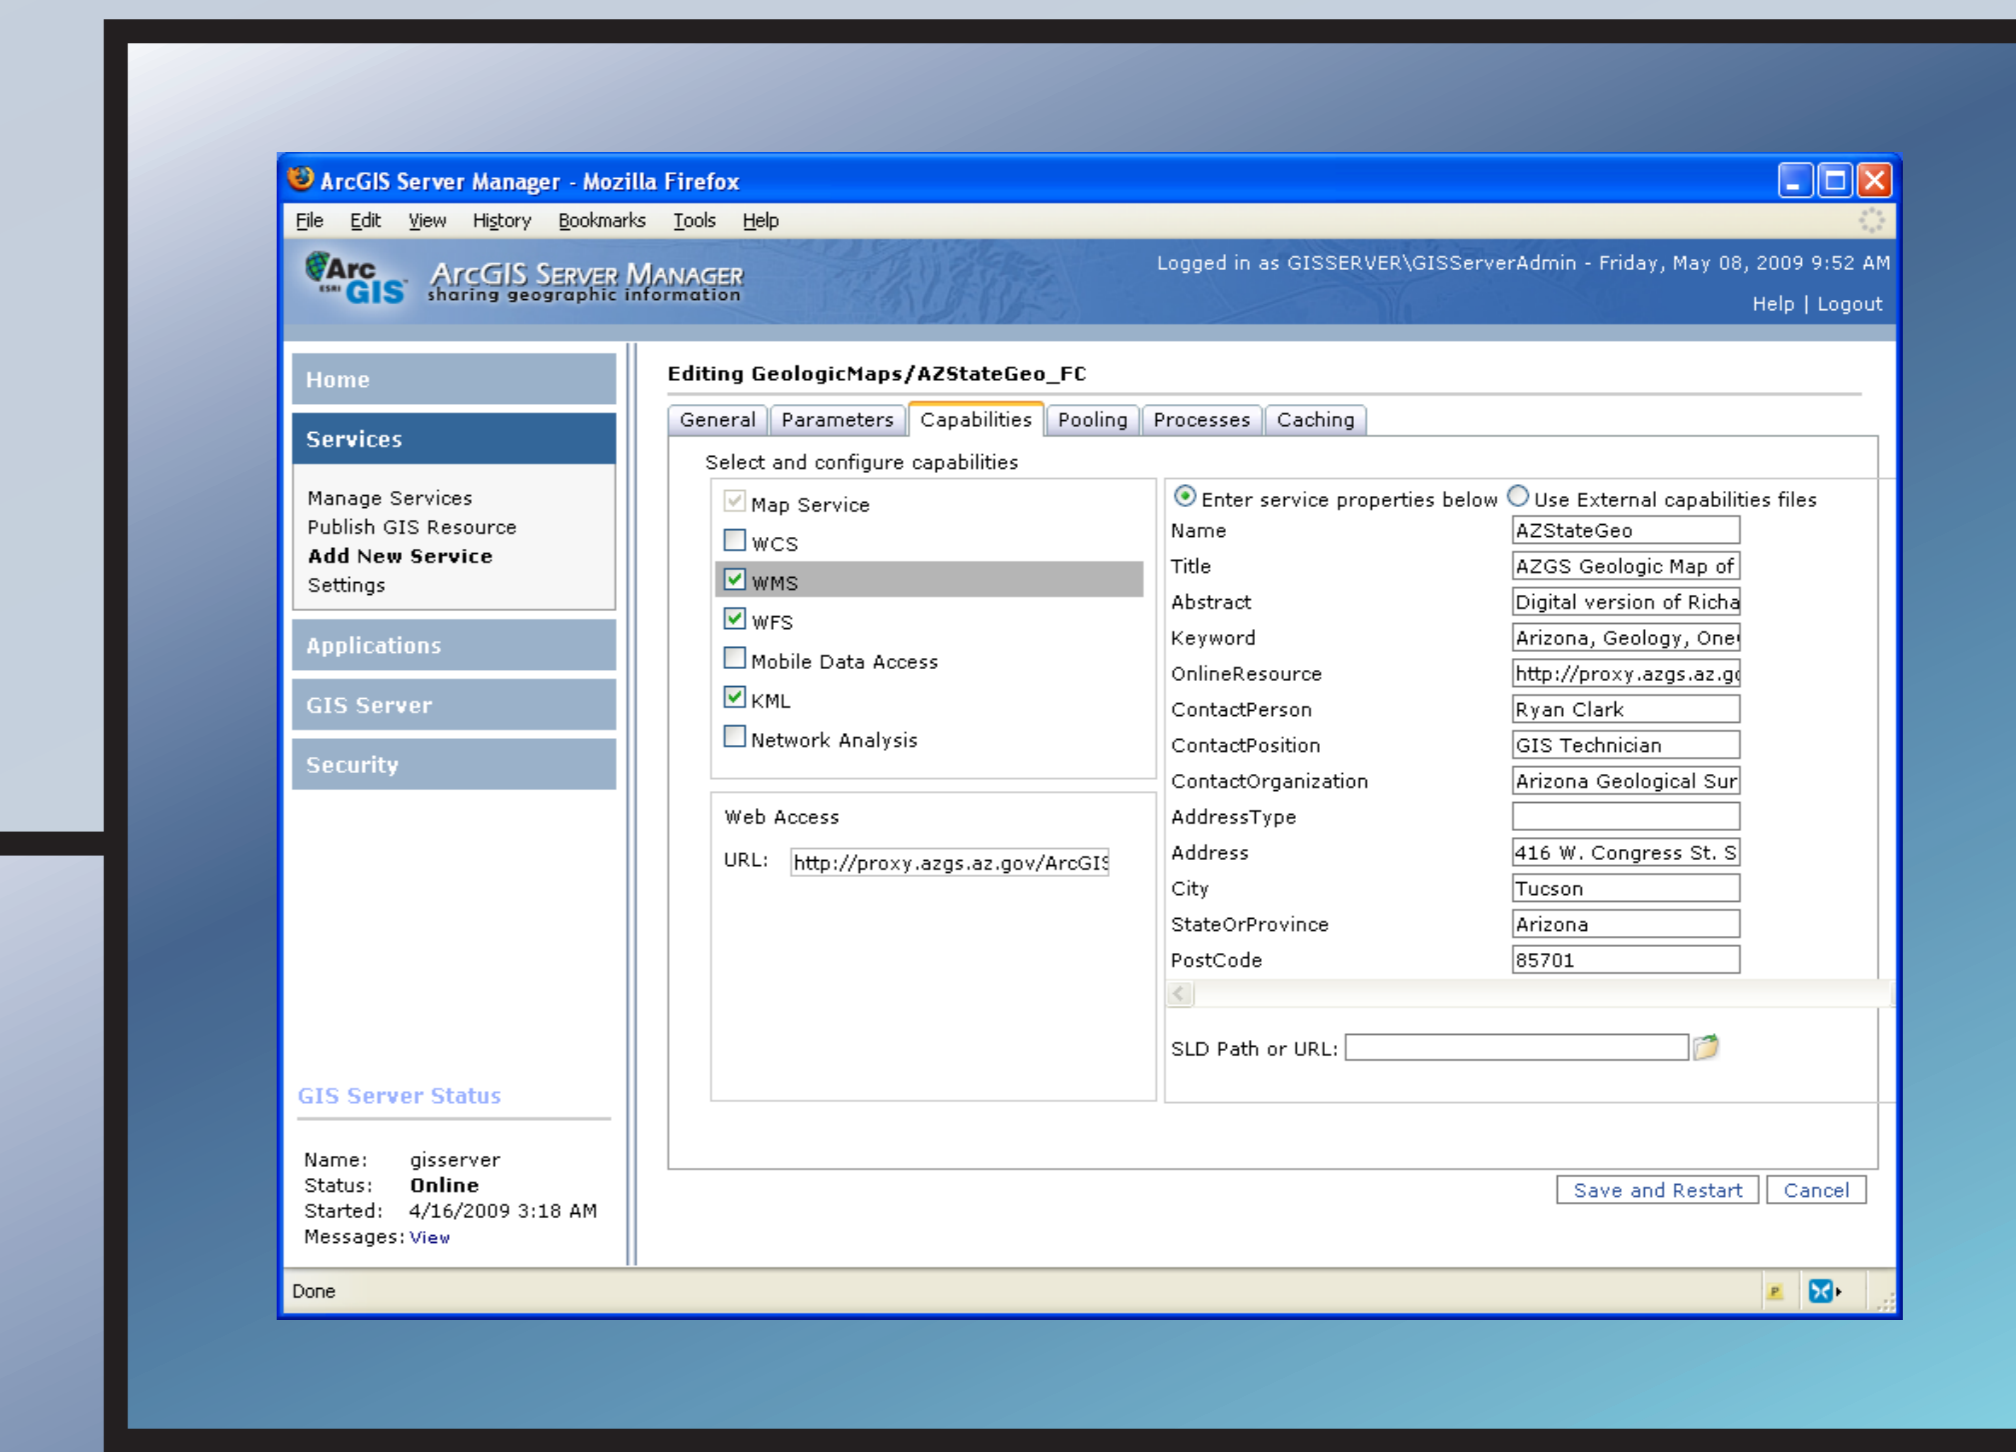 ArcGIS Server Manager - Mozilla Firefox
File Edit View History Bookmarks Tools Help
Arc GIS ESRI
ArcGIS Server Manager
sharing geographic information
Logged in as GISSERVER\GISServerAdmin - Friday, May 08, 2009 9:52 AM
Help | Logout
Home
Services
Manage Services
Publish GIS Resource
Add New Service
Settings
Applications
GIS Server
Security
GIS Server Status
Name: gisserver
Status: Online
Started: 4/16/2009 3:18 AM
Messages: View
Editing GeologicMaps/AZStateGeo_FC
General Parameters Capabilities Pooling Processes Caching
Select and configure capabilities
Map Service
WCS
WMS
WFS
Mobile Data Access
KML
Network Analysis
Web Access
URL: http://proxy.azgs.az.gov/ArcGIS
Enter service properties below Use External capabilities files
Name AZStateGeo
Title AZGS Geologic Map of
Abstract Digital version of Richa
Keyword Arizona, Geology, One
OnlineResource http://proxy.azgs.az.go
ContactPerson Ryan Clark
ContactPosition GIS Technician
ContactOrganization Arizona Geological Sur
AddressType
Address 416 W. Congress St. S
City Tucson
StateOrProvince Arizona
PostCode 85701
SLD Path or URL:
Save and Restart Cancel
Done
P